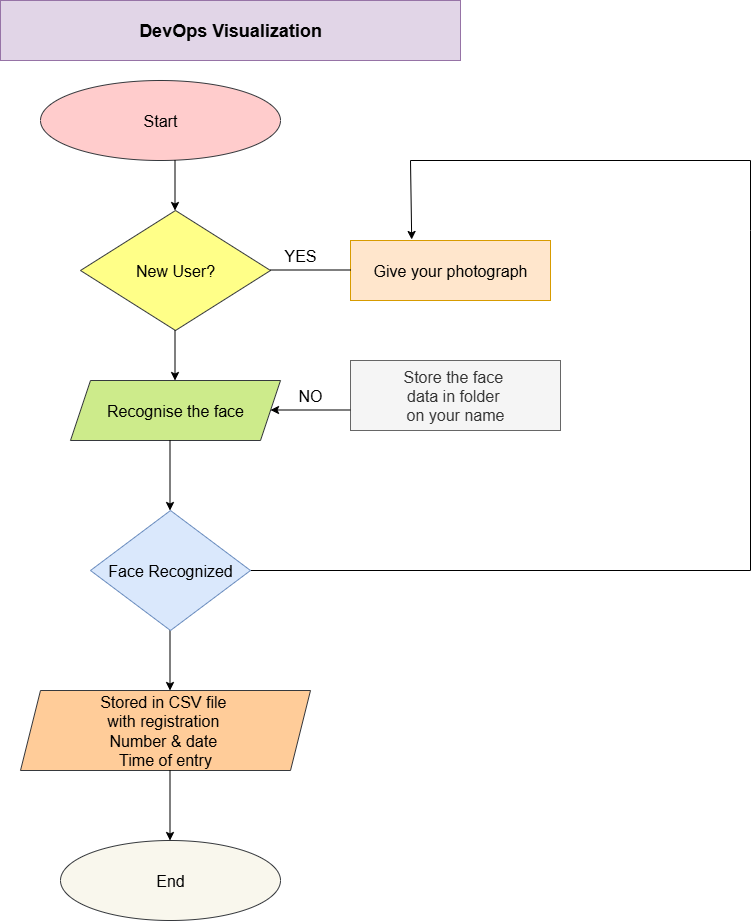 DevOps Visualization
Start
New User?
YES
Give your photograph
Recognise the face
NO
Store the face
data in folder
on your name
Face Recognized
Stored in CSV file
with registration
Number & date
Time of entry
End